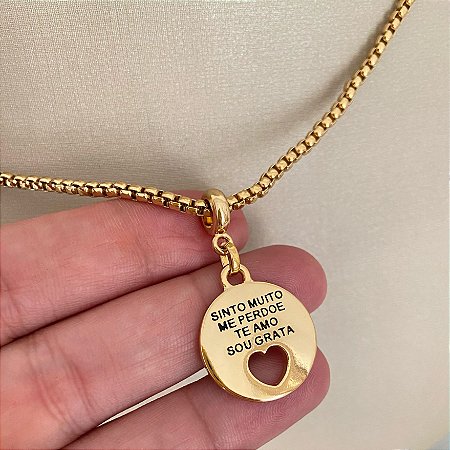 SINTO MUITO
ME PERDOE
TE AMO
SOU GRATA